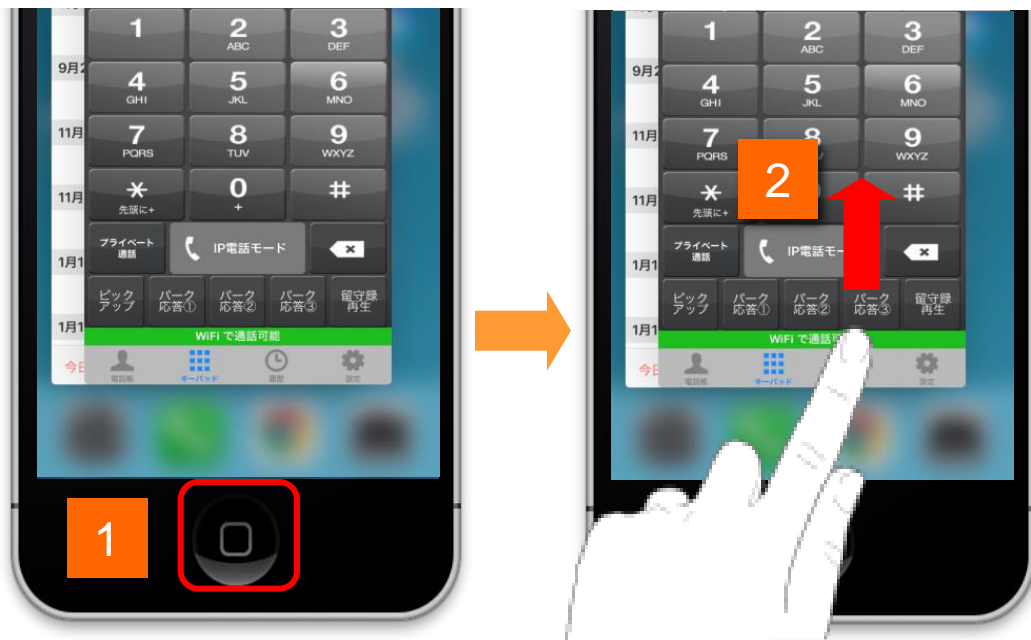 1
2
3
ABC
DEF
9月2
4
5
6
GHI
JKL
MNO
11月
7
8
9
PQRS
TUV
WXYZ
11月
0
#
先頭に+
+
1月1
プライベート
通話
IP電話モード
ピック
アップ
パーク
応答①
パーク
応答②
パーク
応答③
留守録
再生
1月1
WiFi で通話可能
今日
電話帳
キーパッド
履歴
設定
1
1
2
3
ABC
DEF
9月2
4
5
6
GHI
JKL
MNO
11月
7
8
9
PQRS
WXYZ
2
11月
#
先頭に+
1月1
プライベート
通話
IP電話モー
ピック
アップ
パーク
応答①
パーク
応答②
パーク
応答③
留守録
再生
1月1
WiFi で通話可
今日
電話帳
キーパッド
設定